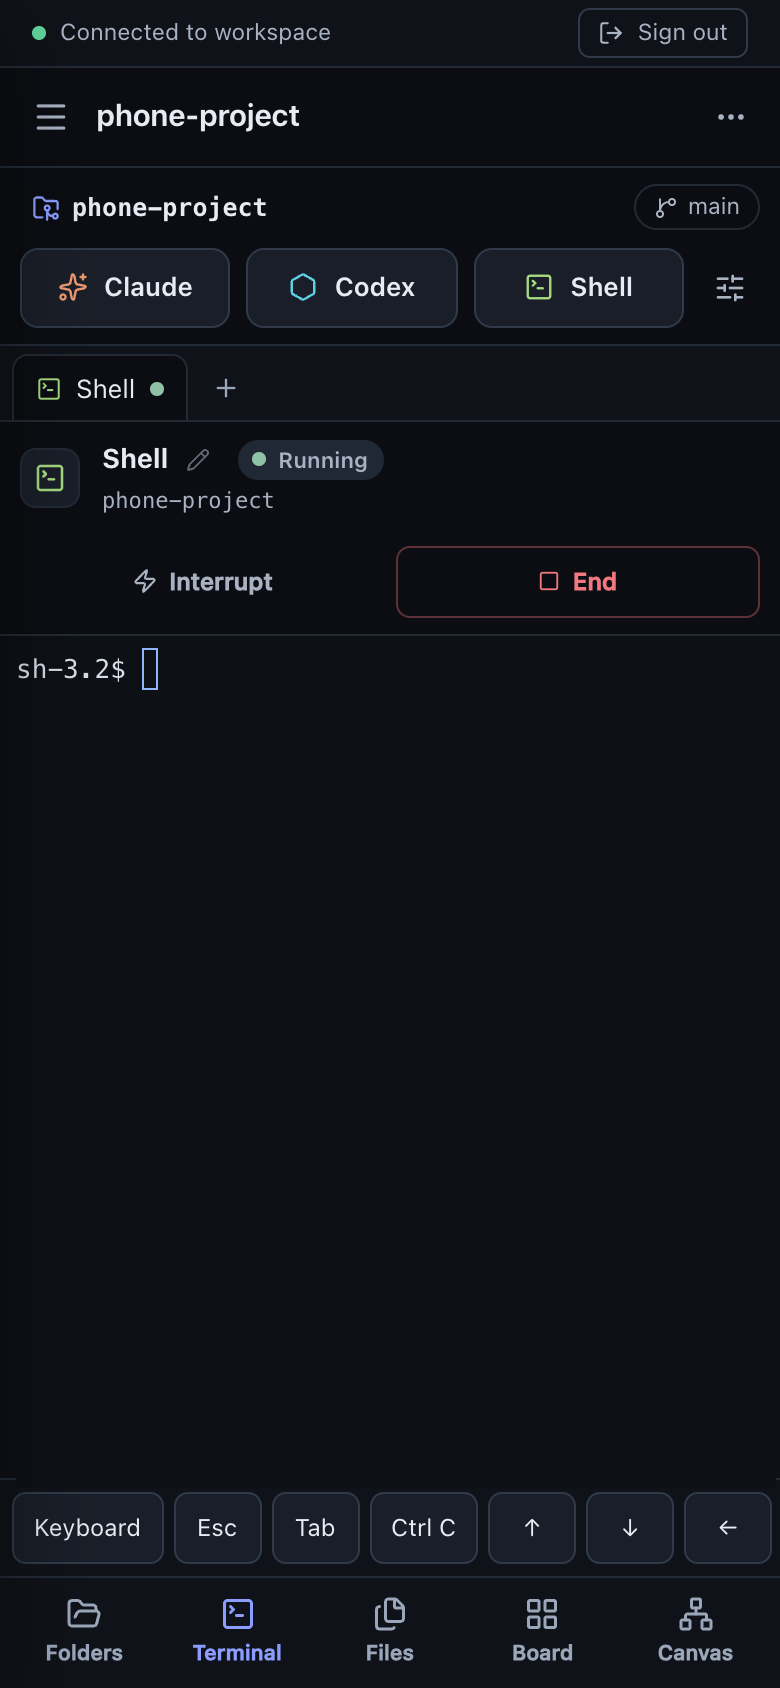 Connected to workspace
Sign out
phone-project
phone-project
main
Claude
Codex
Shell
Shell
Shell
Running
phone-project
Interrupt
End
sh-3.2$
Keyboard
Esc
Tab
Ctrl C
↑
↓
←
Folders
Terminal
Files
Board
Canvas